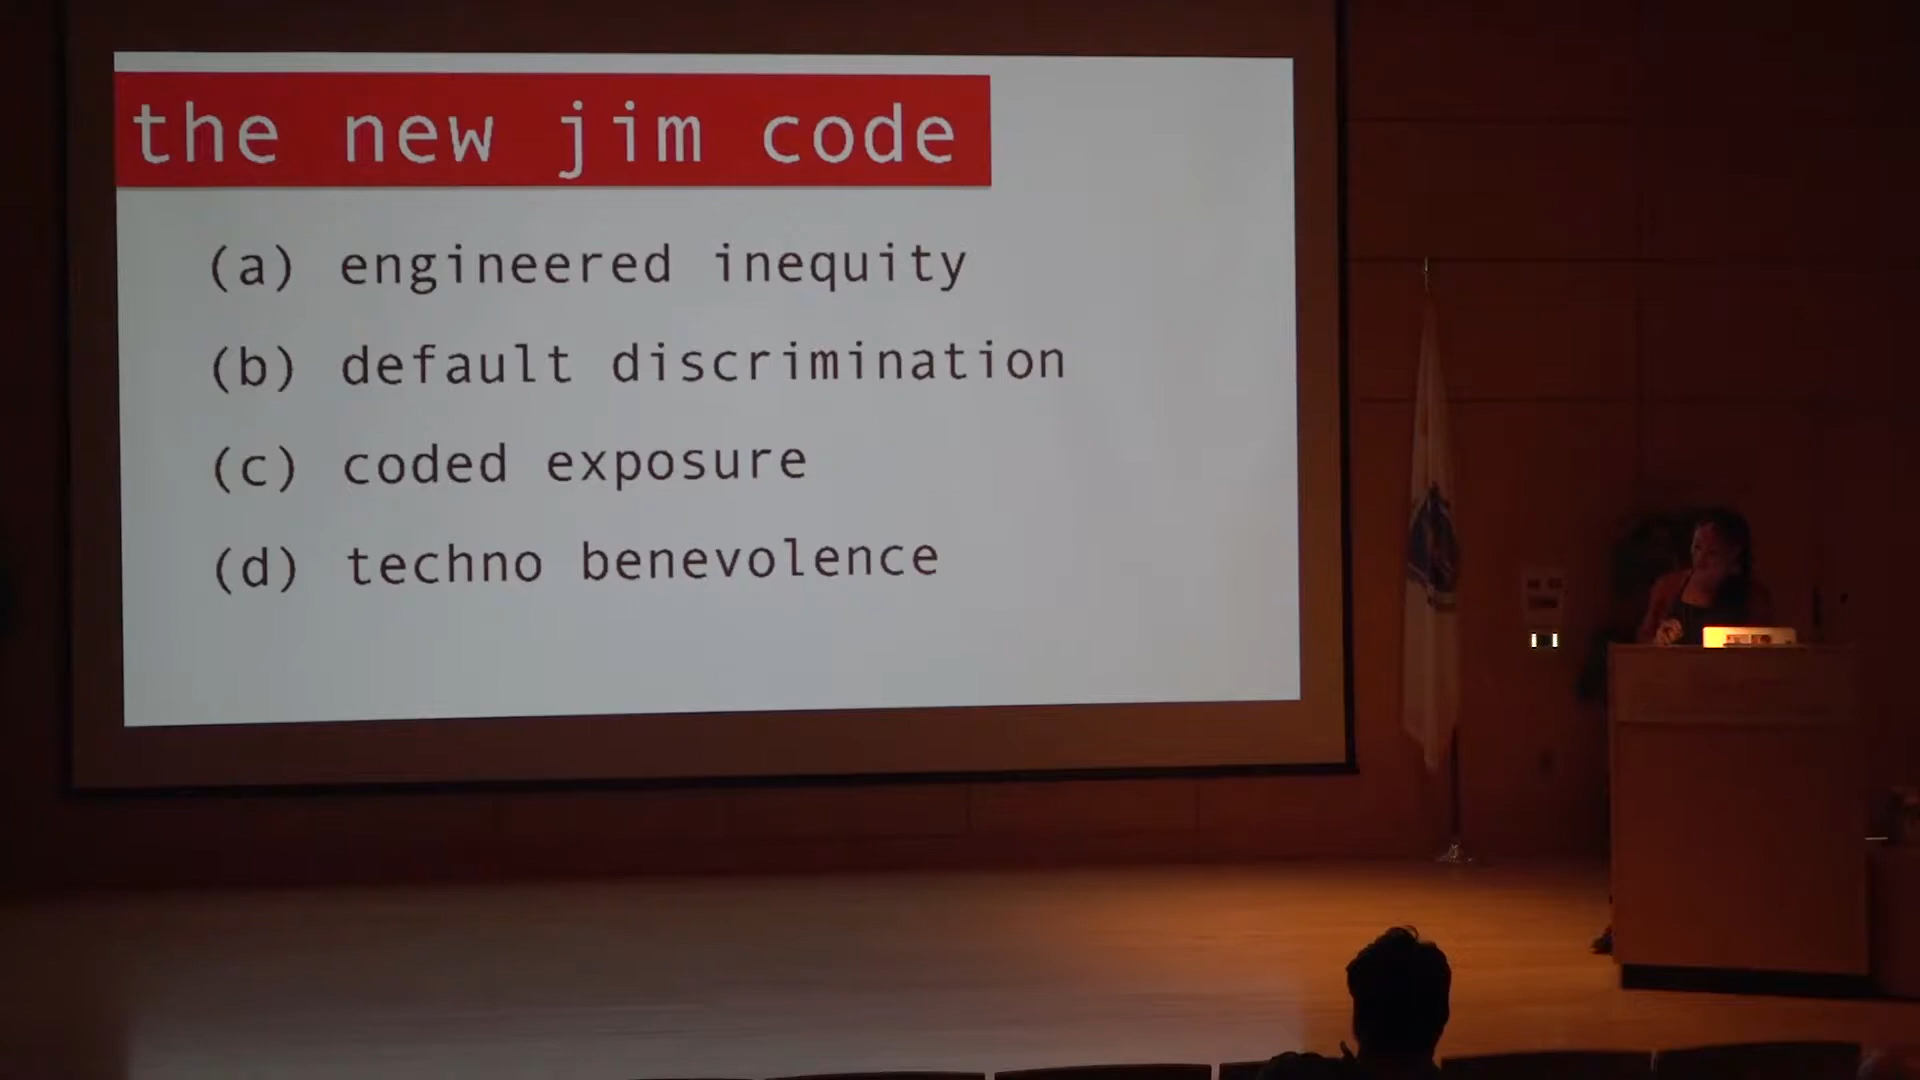 the new jim code
(a) engineered inequity
(b) default discrimination
(c) coded exposure
(d) techno benevolence